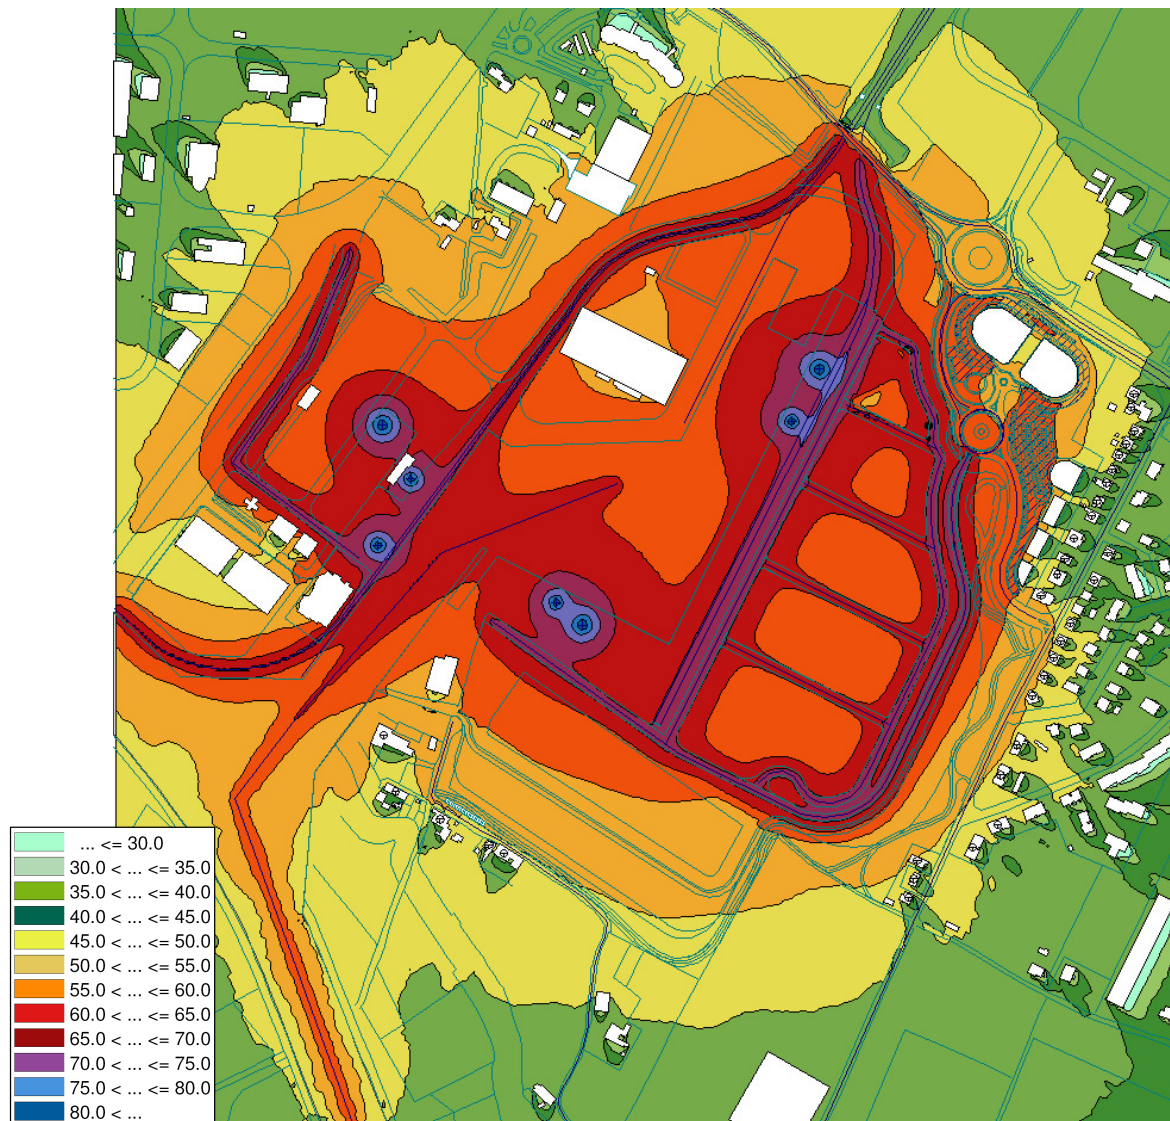 ... <= 30.0
30.0 < ... <= 35.0
35.0 < ... <= 40.0
40.0 < ... <= 45.0
45.0 < ... <= 50.0
50.0 < ... <= 55.0
55.0 < ... <= 60.0
60.0 < ... <= 65.0
65.0 < ... <= 70.0
70.0 < ... <= 75.0
75.0 < ... <= 80.0
80.0 < ...